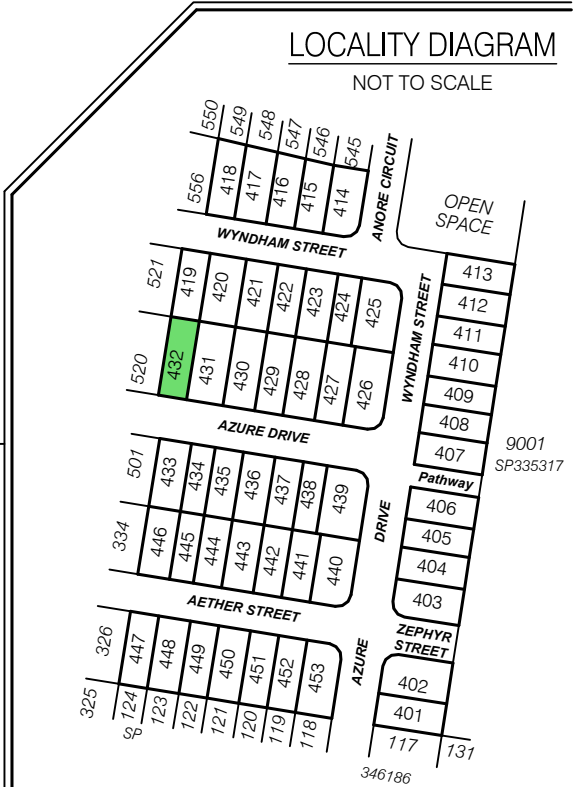 LOCALITY DIAGRAM
NOT TO SCALE
550 549 548 547 546 545
556 418 417 416 415 414
ANORE CIRCUIT
OPEN
SPACE
WYNDHAM STREET
521 419 420 421 422 423 424 425
WYNDHAM STREET
413
412
411
410
409
408
407
520 432 431 430 429 428 427 426
9001
SP335317
Pathway
AZURE DRIVE
501 433 434 435 436 437 438 439
DRIVE
406
405
404
403
334 446 445 444 443 442 441 440
AETHER STREET
ZEPHYR
STREET
326 447 448 449 450 451 452 453
AZURE
402
401
325 124 123 122 121 120 119 118
SP
117 131
346186